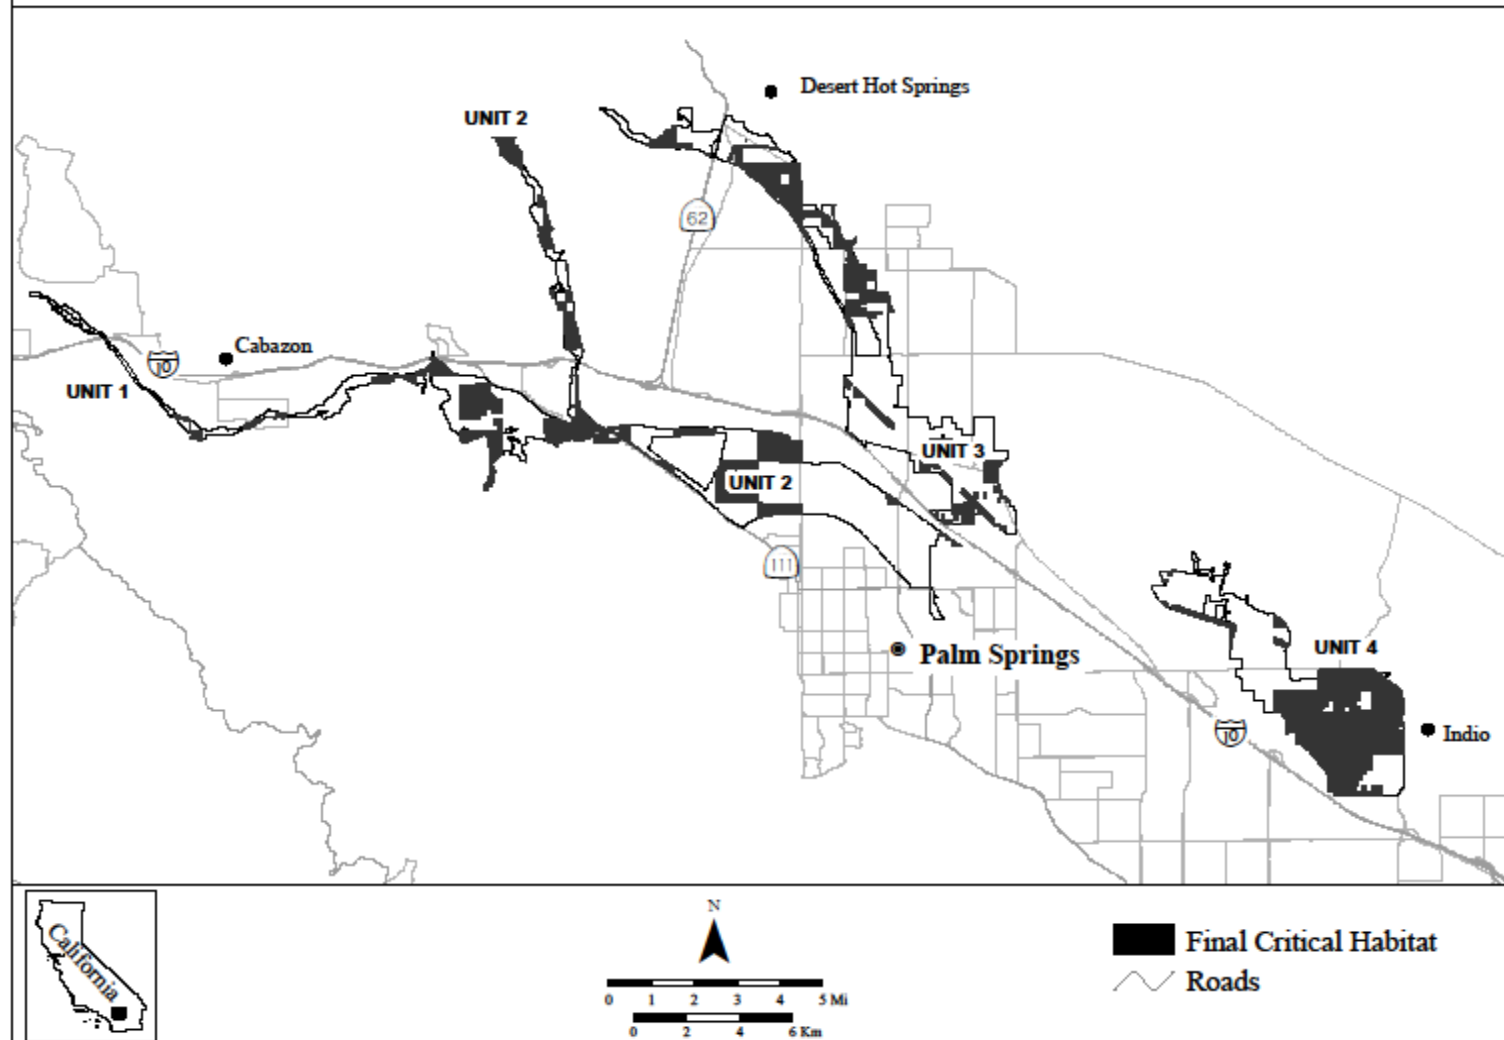 Desert Hot Springs
UNIT 2
62
Cabazon
10
UNIT 1
UNIT 3
UNIT 2
111
Palm Springs
UNIT 4
10
Indio
California
N
0 1 2 3 4 5 Mi
0 2 4 6 Km
Final Critical Habitat
Roads